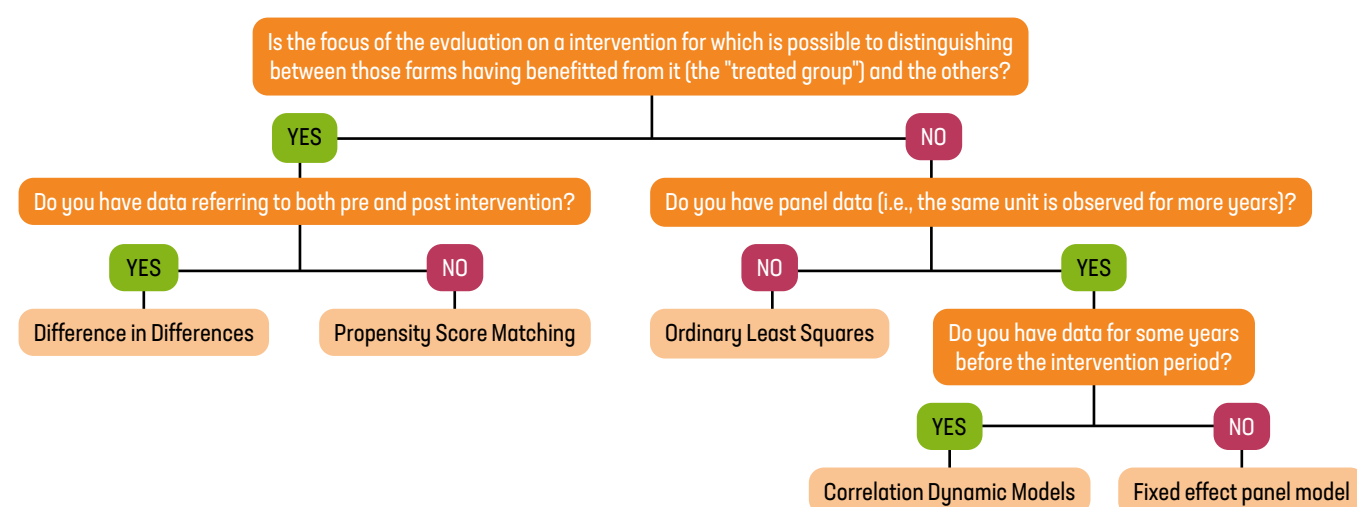 Is the focus of the evaluation on a intervention for which is possible to distinguishing
between those farms having benefitted from it (the "treated group") and the others?
YES
NO
Do you have data referring to both pre and post intervention?
Do you have panel data (i.e., the same unit is observed for more years)?
YES
NO
NO
YES
Difference in Differences
Propensity Score Matching
Ordinary Least Squares
Do you have data for some years
before the intervention period?
YES
NO
Correlation Dynamic Models
Fixed effect panel model